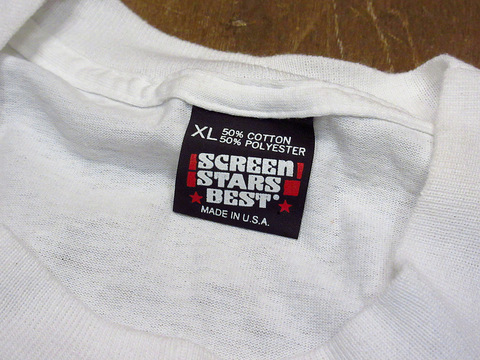 XL 50% COTTON
50% POLYESTER
SCREEN
STARS
BEST®
MADE IN U.S.A.